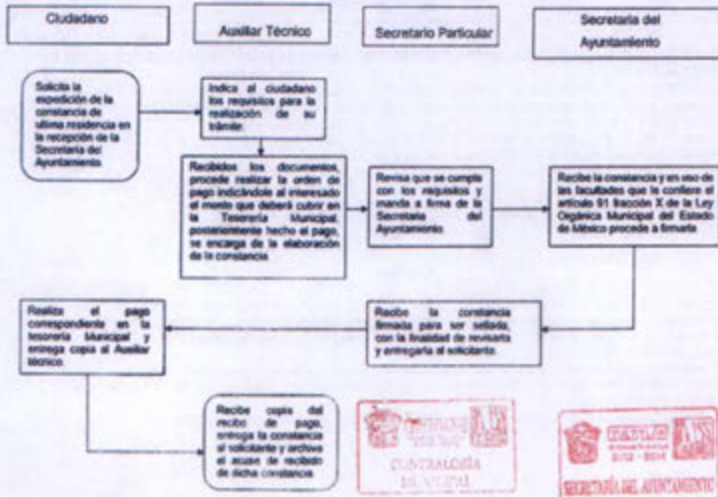 Ciudadano
Auxiliar Técnico
Secretario Particular
Secretaria del
Ayuntamiento
Solicita la
expedición de la
constancia de
ultima residencia en
la recepción de la
Secretaria del
Ayuntamiento
Indica al ciudadano
los requisitos para la
realización de su
trámite.
Recibidos los documentos,
procede realizar la orden de
pago indicándole al interesado
el monto que deberá cubrir en
la Tesorería Municipal,
posteriormente hecho el pago,
se encarga de la elaboración
de la constancia
Revisa que se cumpla
con los requisitos y
manda a firma de la
Secretaria del
Ayuntamiento
Recibe la constancia y en uso de
las facultades que le confiere el
artículo 91 fracción X de la Ley
Orgánica Municipal del Estado
de México procede a firmarla
Realiza el pago
correspondiente en la
tesorería Municipal y
entrega copia al Auxiliar
técnico.
Recibe la constancia
firmada para ser sellada,
con la finalidad de revisarla
y entregarla al solicitante.
Recibe copia del
recibo de pago,
entrega la constancia
al solicitante y archiva
el acuse de recibido
de dicha constancia.
CONTRALORÍA
MUNICIPAL
SECRETARÍA DEL AYUNTAMIENTO